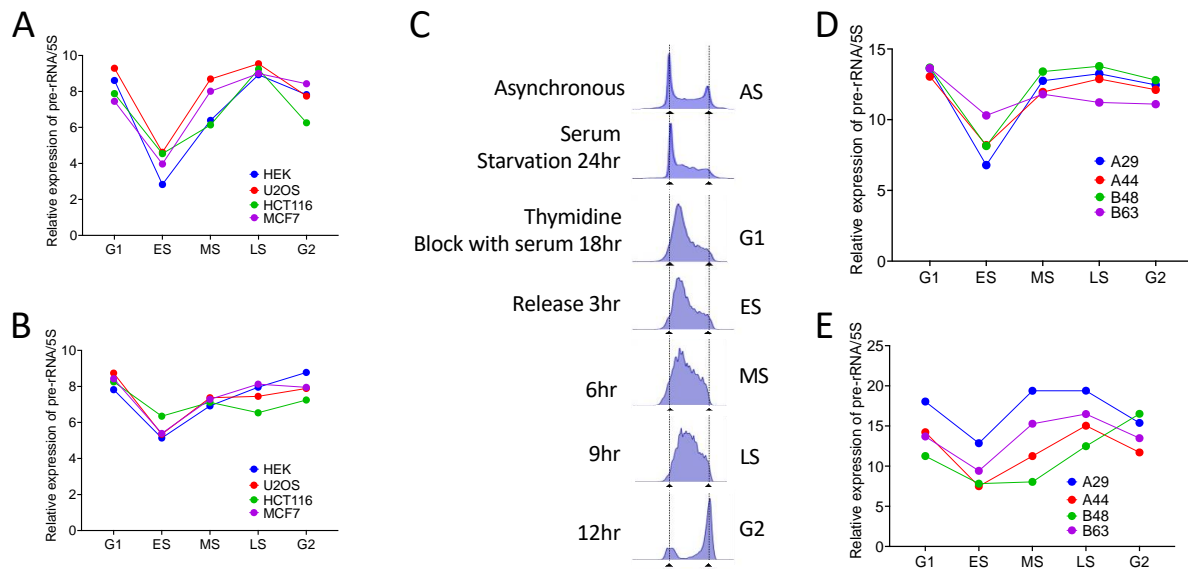 A
Relative expression of pre-rRNA/5S
10
8
6
4
2
0
HEK
U2OS
HCT116
MCF7
G1 ES MS LS G2
B
Relative expression of pre-rRNA/5S
10
8
6
4
2
0
HEK
U2OS
HCT116
MCF7
G1 ES MS LS G2
C
Asynchronous AS
Serum
Starvation 24hr
Thymidine
Block with serum 18hr G1
Release 3hr ES
6hr MS
9hr LS
12hr G2
D
Relative expression of pre-rRNA/5S
15
10
5
0
A29
A44
B48
B63
G1 ES MS LS G2
E
Relative expression of pre-rRNA/5S
25
20
15
10
5
0
A29
A44
B48
B63
G1 ES MS LS G2